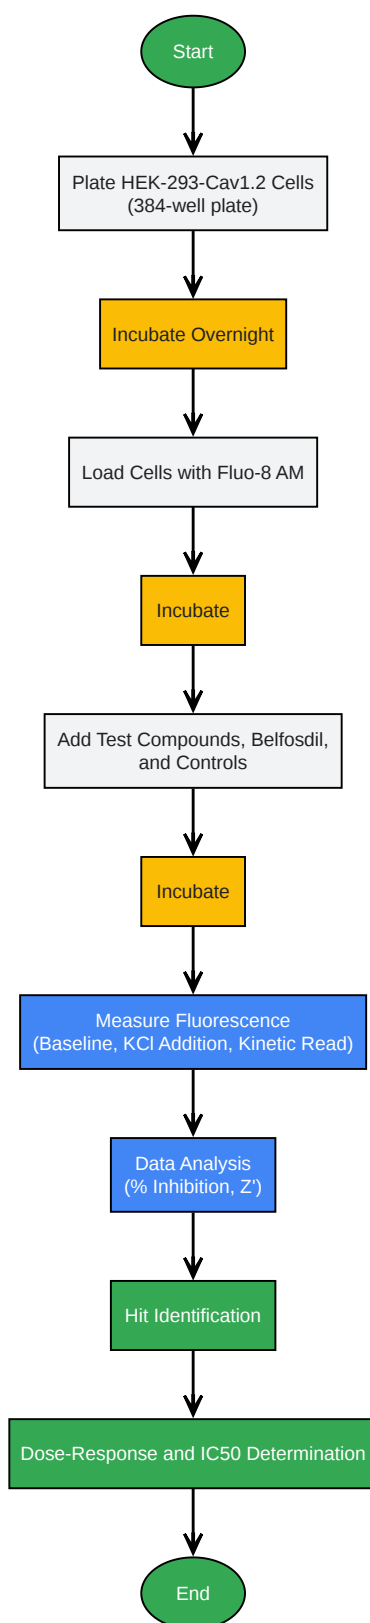 Start
Plate HEK-293-Cav1.2 Cells
(384-well plate)
Incubate Overnight
Load Cells with Fluo-8 AM
Incubate
Add Test Compounds, Belfosdil,
and Controls
Incubate
Measure Fluorescence
(Baseline, KCl Addition, Kinetic Read)
Data Analysis
(% Inhibition, Z')
Hit Identification
Dose-Response and IC50 Determination
End